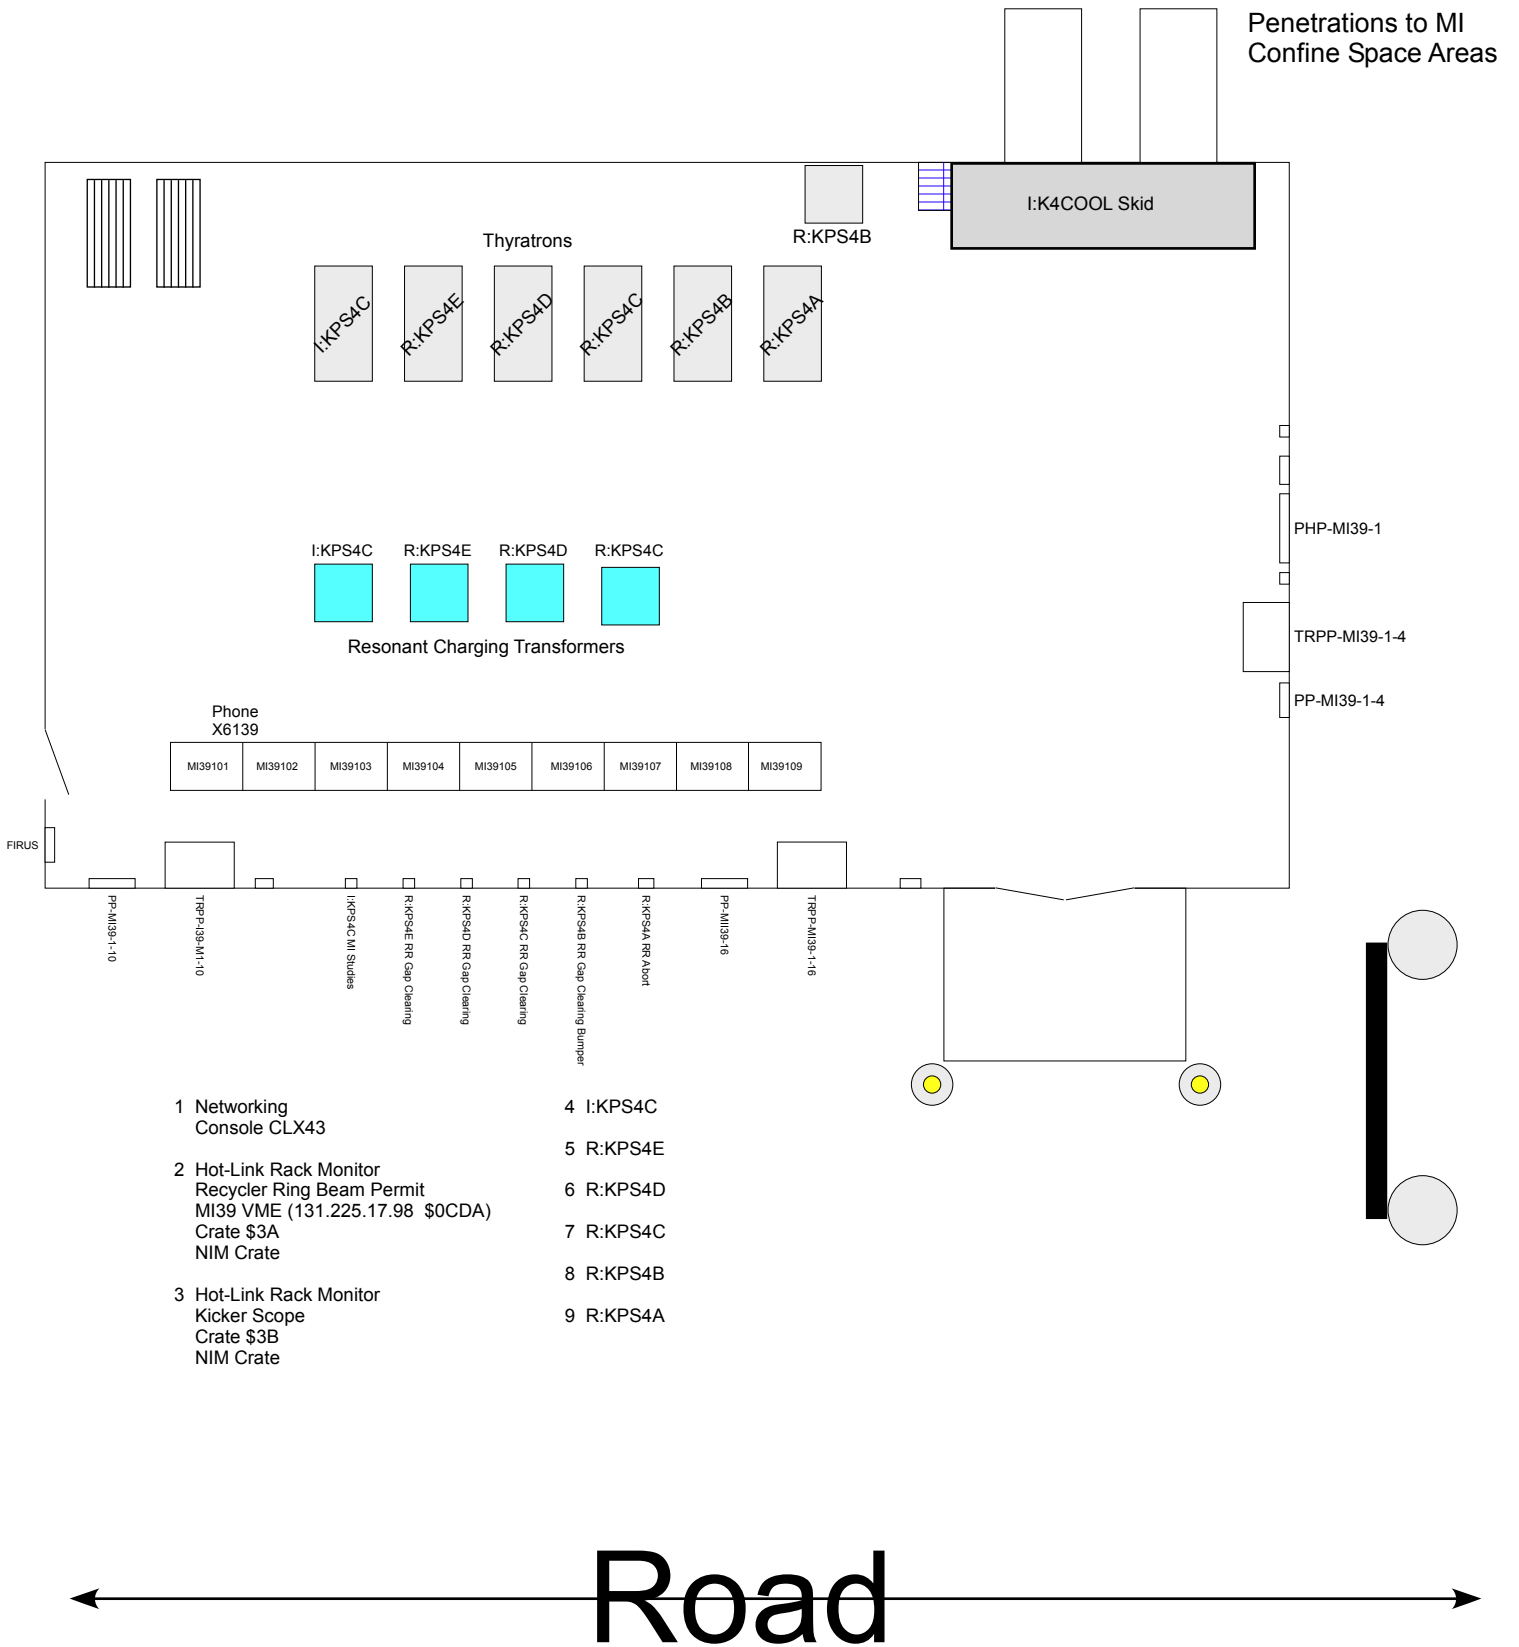 Penetrations to MI
Confine Space Areas
I:K4COOL Skid
R:KPS4B
Thyratrons
I:KPS4C
R:KPS4E
R:KPS4D
R:KPS4C
R:KPS4B
R:KPS4A
PHP-MI39-1
I:KPS4C
R:KPS4E
R:KPS4D
R:KPS4C
Resonant Charging Transformers
TRPP-MI39-1-4
PP-MI39-1-4
Phone
X6139
MI39101
MI39102
MI39103
MI39104
MI39105
MI39106
MI39107
MI39108
MI39109
FIRUS
PP-MI39-1-10
TRPP-I39-M1-10
I:KPS4C MI Studies
R:KPS4E RR Gap Clearing
R:KPS4D RR Gap Clearing
R:KPS4C RR Gap Clearing
R:KPS4B RR Gap Clearing Bumper
R:KPS4A RR Abort
PP-MII39-16
TRPP-MI39-1-16
1 Networking
Console CLX43
2 Hot-Link Rack Monitor
Recycler Ring Beam Permit
MI39 VME (131.225.17.98 $0CDA)
Crate $3A
NIM Crate
3 Hot-Link Rack Monitor
Kicker Scope
Crate $3B
NIM Crate
4 I:KPS4C
5 R:KPS4E
6 R:KPS4D
7 R:KPS4C
8 R:KPS4B
9 R:KPS4A
Road